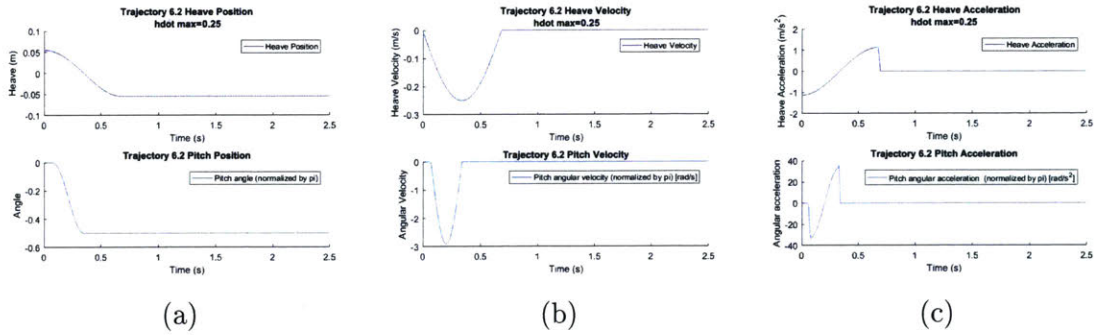 Trajectory 6.2 Heave Position
hdot max=0.25
Heave (m)
0.1
0.05
0
-0.05
-0.1
Heave Position
0 0.5 1 1.5 2 2.5
Time (s)
Trajectory 6.2 Pitch Position
Angle
0
-0.2
-0.4
-0.6
Pitch angle (normalized by pi)
0 0.5 1 1.5 2 2.5
Time (s)
(a)
Trajectory 6.2 Heave Velocity
hdot max=0.25
Heave Velocity (m/s)
0
-0.1
-0.2
-0.3
Heave Velocity
0 0.5 1 1.5 2 2.5
Time (s)
Trajectory 6.2 Pitch Velocity
Angular Velocity
0
-1
-2
-3
Pitch angular velocity (normalized by pi) [rad/s]
0 0.5 1 1.5 2 2.5
Time (s)
(b)
Trajectory 6.2 Heave Acceleration
hdot max=0.25
Heave Acceleration (m/s²)
2
1
0
-1
-2
Heave Acceleration
0 0.5 1 1.5 2 2.5
Time (s)
Trajectory 6.2 Pitch Acceleration
Angular acceleration
40
20
0
-20
-40
Pitch angular acceleration (normalized by pi) [rad/s²]
0 0.5 1 1.5 2 2.5
Time (s)
(c)